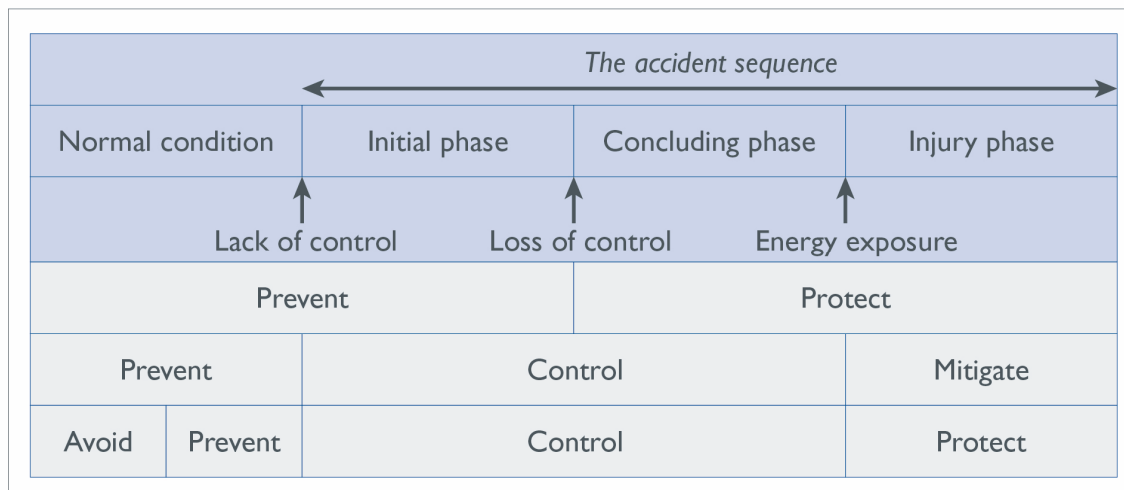 The accident sequence
Normal condition Initial phase Concluding phase Injury phase
Lack of control Loss of control Energy exposure
Prevent Protect
Prevent Control Mitigate
Avoid Prevent Control Protect